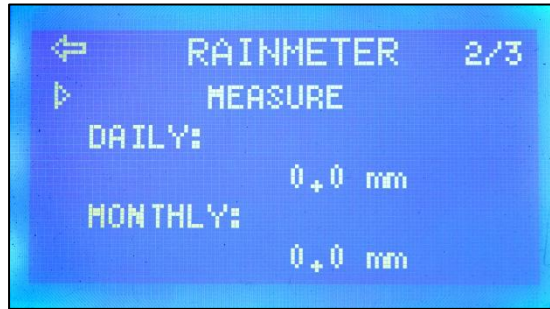 RAINMETER 2/3
MEASURE
DAILY:
0.0 mm
MONTHLY:
0.0 mm